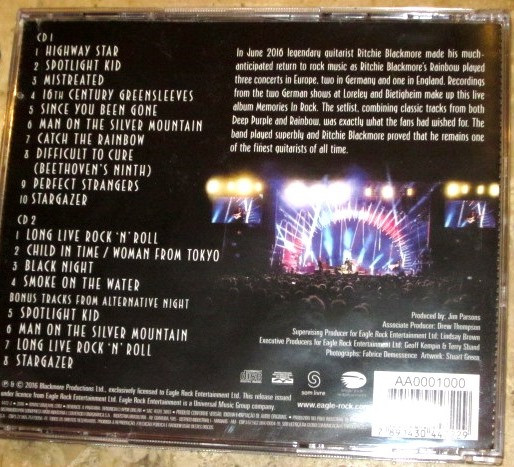 CD 1
1 HIGHWAY STAR
2 SPOTLIGHT KID
3 MISTREATED
4 16TH CENTURY GREENSLEEVES
5 SINCE YOU BEEN GONE
6 MAN ON THE SILVER MOUNTAIN
7 CATCH THE RAINBOW
8 DIFFICULT TO CURE
(BEETHOVEN'S NINTH)
9 PERFECT STRANGERS
10 STARGAZER
CD 2
1 LONG LIVE ROCK 'N' ROLL
2 CHILD IN TIME / WOMAN FROM TOKYO
3 BLACK NIGHT
4 SMOKE ON THE WATER
BONUS TRACKS FROM ALTERNATIVE NIGHT
5 SPOTLIGHT KID
6 MAN ON THE SILVER MOUNTAIN
7 LONG LIVE ROCK 'N' ROLL
8 STARGAZER
In June 2016 legendary guitarist Ritchie Blackmore made his much-
anticipated return to rock music as Ritchie Blackmore's Rainbow played
three concerts in Europe, two in Germany and one in England. Recordings
from the two German shows at Loreley and Bietigheim make up this live
album Memories In Rock. The setlist, combining classic tracks from both
Deep Purple and Rainbow, was exactly what the fans had wished for. The
band played superbly and Ritchie Blackmore proved that he remains one
of the finest guitarists of all time.
Produced by: Jim Parsons
Associate Producer: Drew Thompson
Supervising Producer for Eagle Rock Entertainment Ltd: Lindsay Brown
Executive Producers for Eagle Rock Entertainment Ltd: Geoff Kempin & Terry Shand
Photographs: Fabrice Demessence Artwork: Stuart Green
℗ & © 2016 Blackmore Productions Ltd., exclusively licensed to Eagle Rock Entertainment Ltd. This release issued
under licence from Eagle Rock Entertainment Ltd. Eagle Rock Entertainment is a Universal Music Group company.
som livre
www.eagle-rock.com
AA0001000